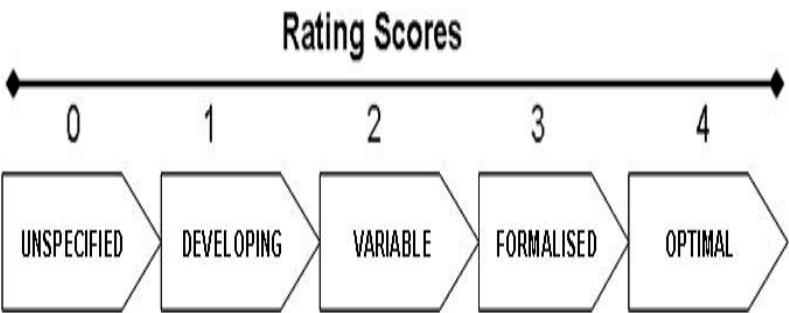 Rating Scores
0 1 2 3 4
UNSPECIFIED DEVELOPING VARIABLE FORMALISED OPTIMAL